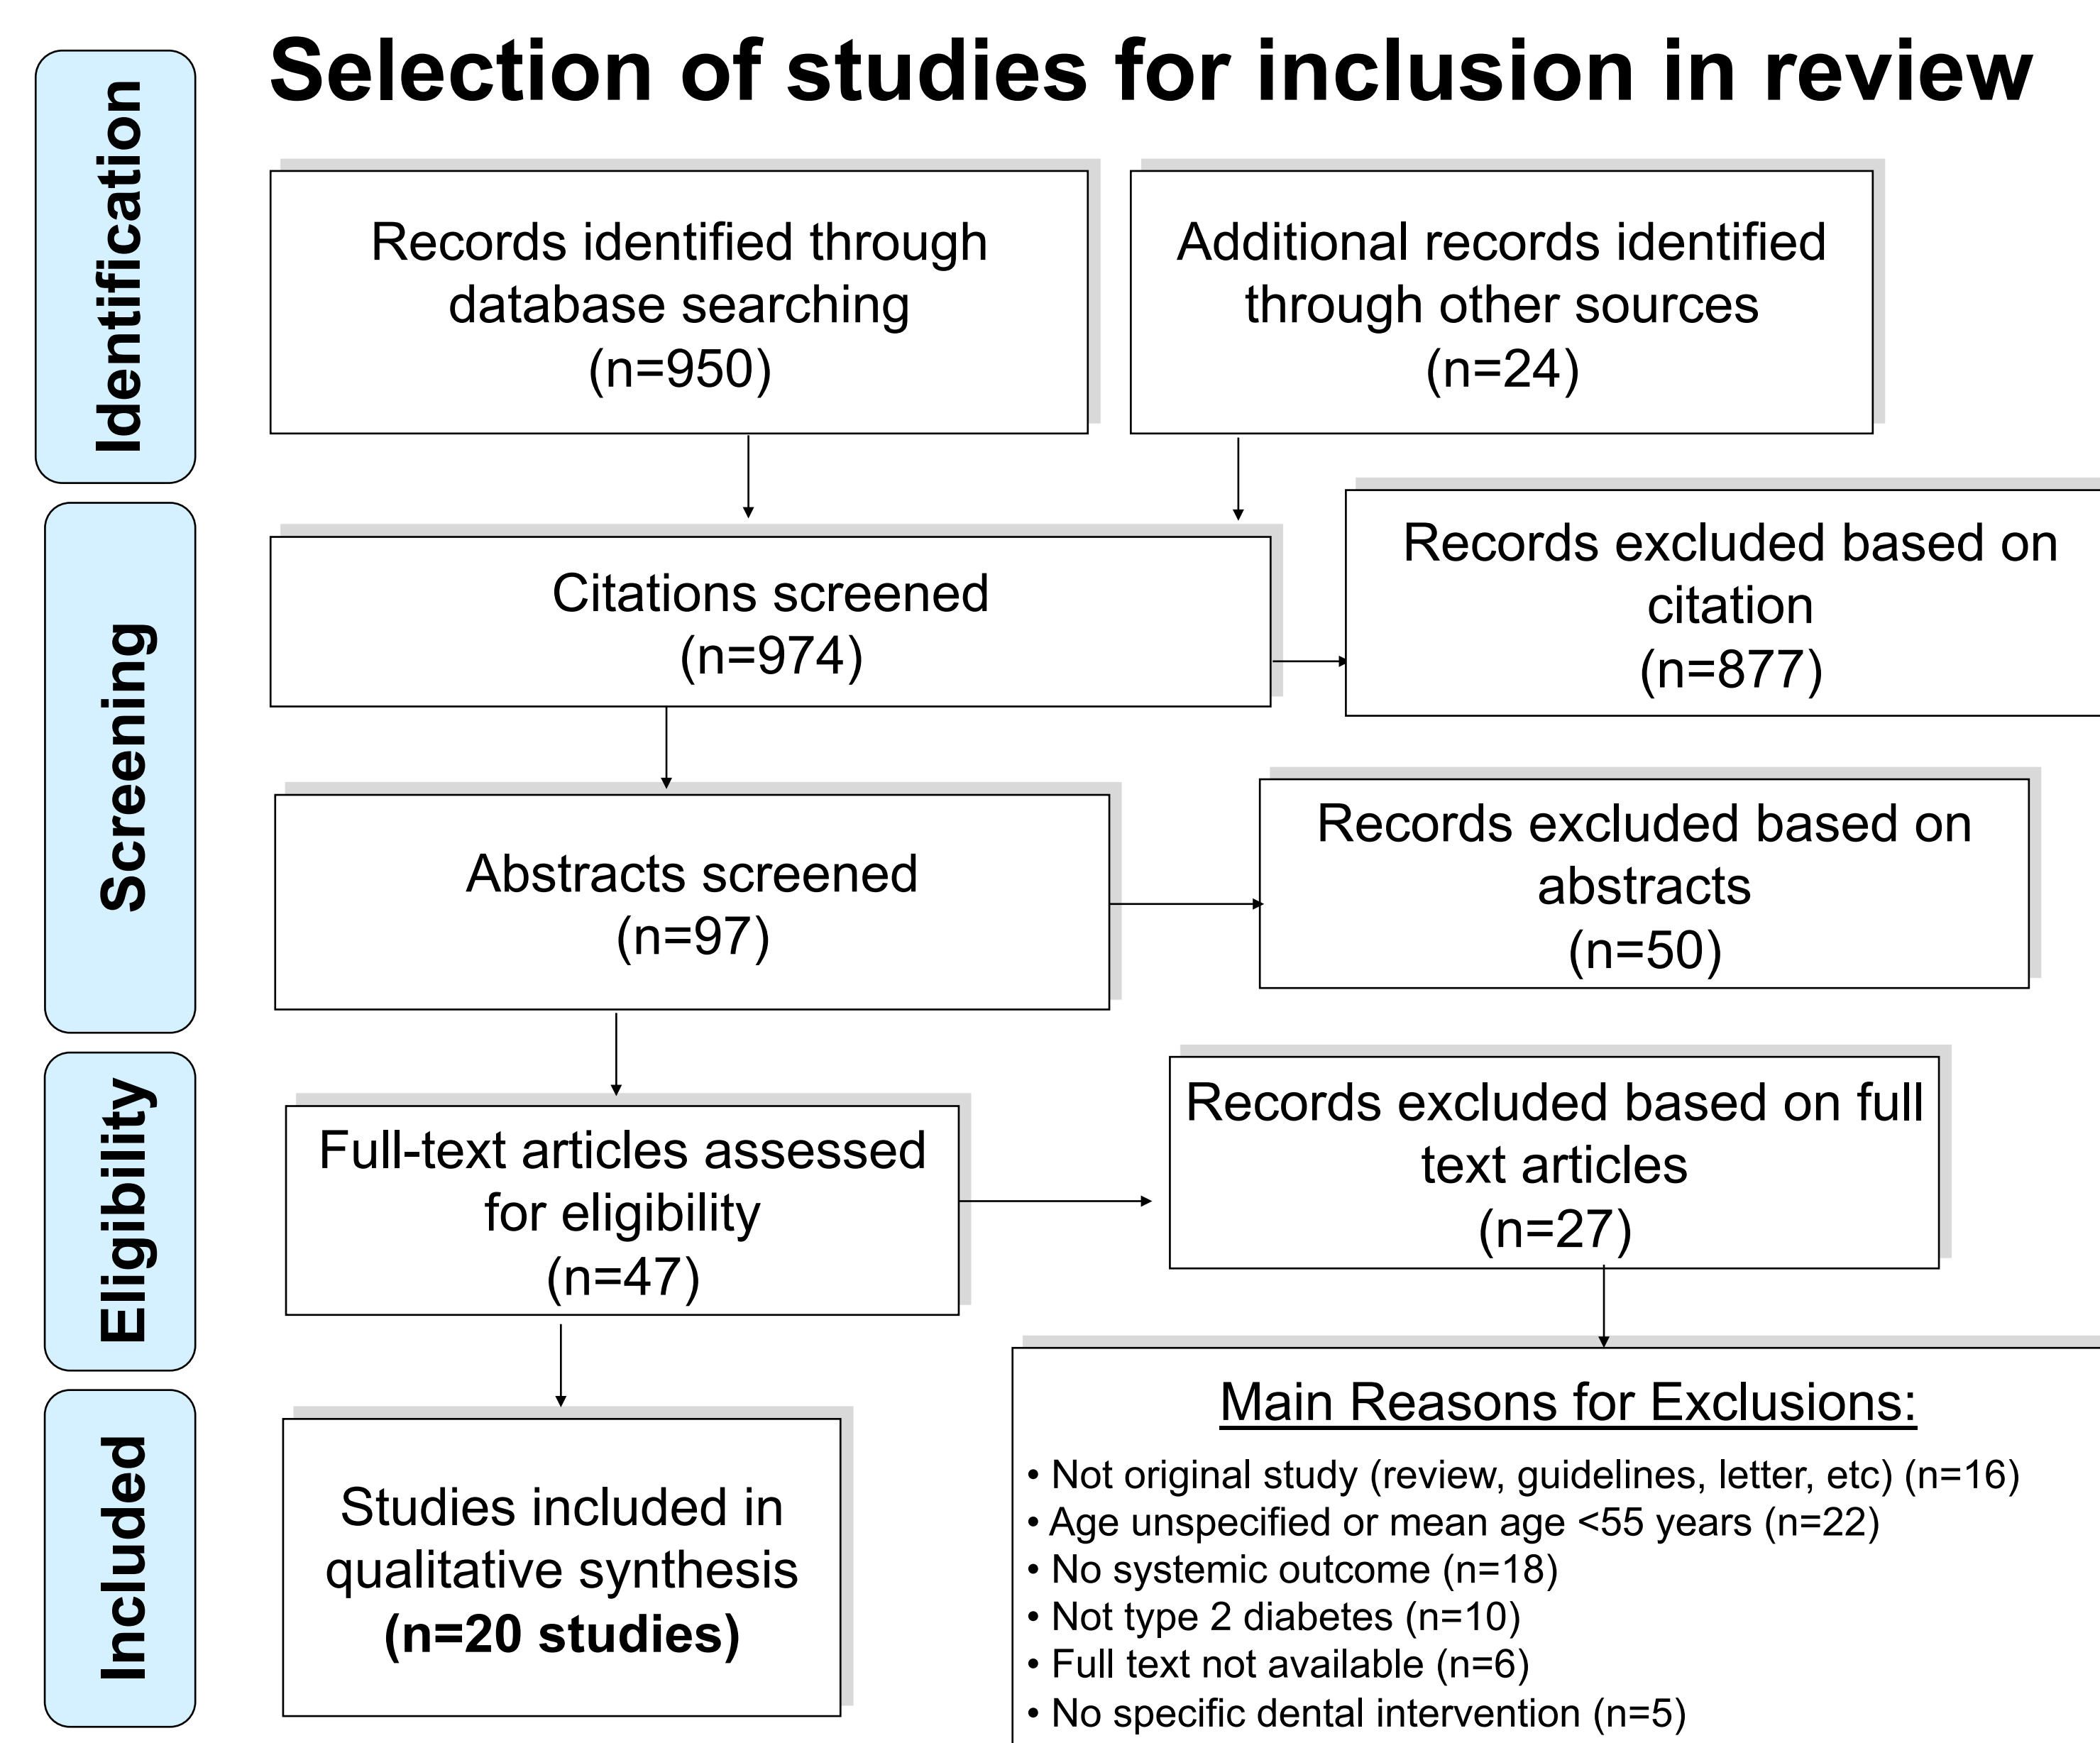 Selection of studies for inclusion in review
Identification
Records identified through
database searching
(n=950)
Additional records identified
through other sources
(n=24)
Screening
Citations screened
(n=974)
Records excluded based on
citation
(n=877)
Abstracts screened
(n=97)
Records excluded based on
abstracts
(n=50)
Eligibility
Full-text articles assessed
for eligibility
(n=47)
Records excluded based on full
text articles
(n=27)
Included
Studies included in
qualitative synthesis
(n=20 studies)
Main Reasons for Exclusions:
• Not original study (review, guidelines, letter, etc) (n=16)
• Age unspecified or mean age <55 years (n=22)
• No systemic outcome (n=18)
• Not type 2 diabetes (n=10)
• Full text not available (n=6)
• No specific dental intervention (n=5)